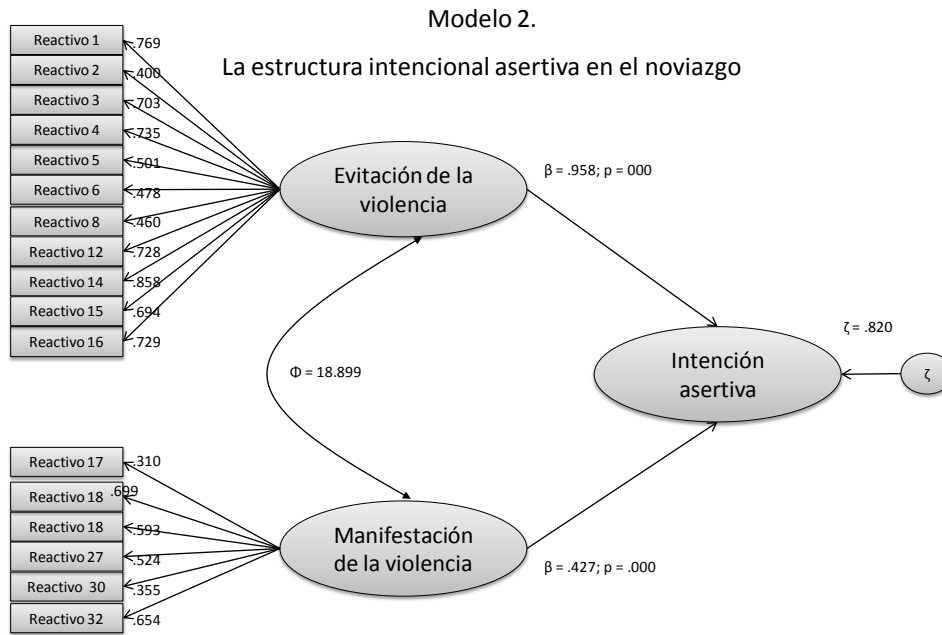 Modelo 2.
La estructura intencional asertiva en el noviazgo
Reactivo 1
.769
Reactivo 2
.400
Reactivo 3
.703
Reactivo 4
.735
Reactivo 5
.501
Reactivo 6
.478
Reactivo 8
.460
Reactivo 12
.728
Reactivo 14
.858
Reactivo 15
.694
Reactivo 16
.729
Evitación de la
violencia
β = .958; p = 000
Φ = 18.899
Intención
asertiva
ζ = .820
ζ
Reactivo 17
.310
Reactivo 18
.699
Reactivo 18
.593
Reactivo 27
.524
Reactivo 30
.355
Reactivo 32
.654
Manifestación
de la violencia
β = .427; p = .000